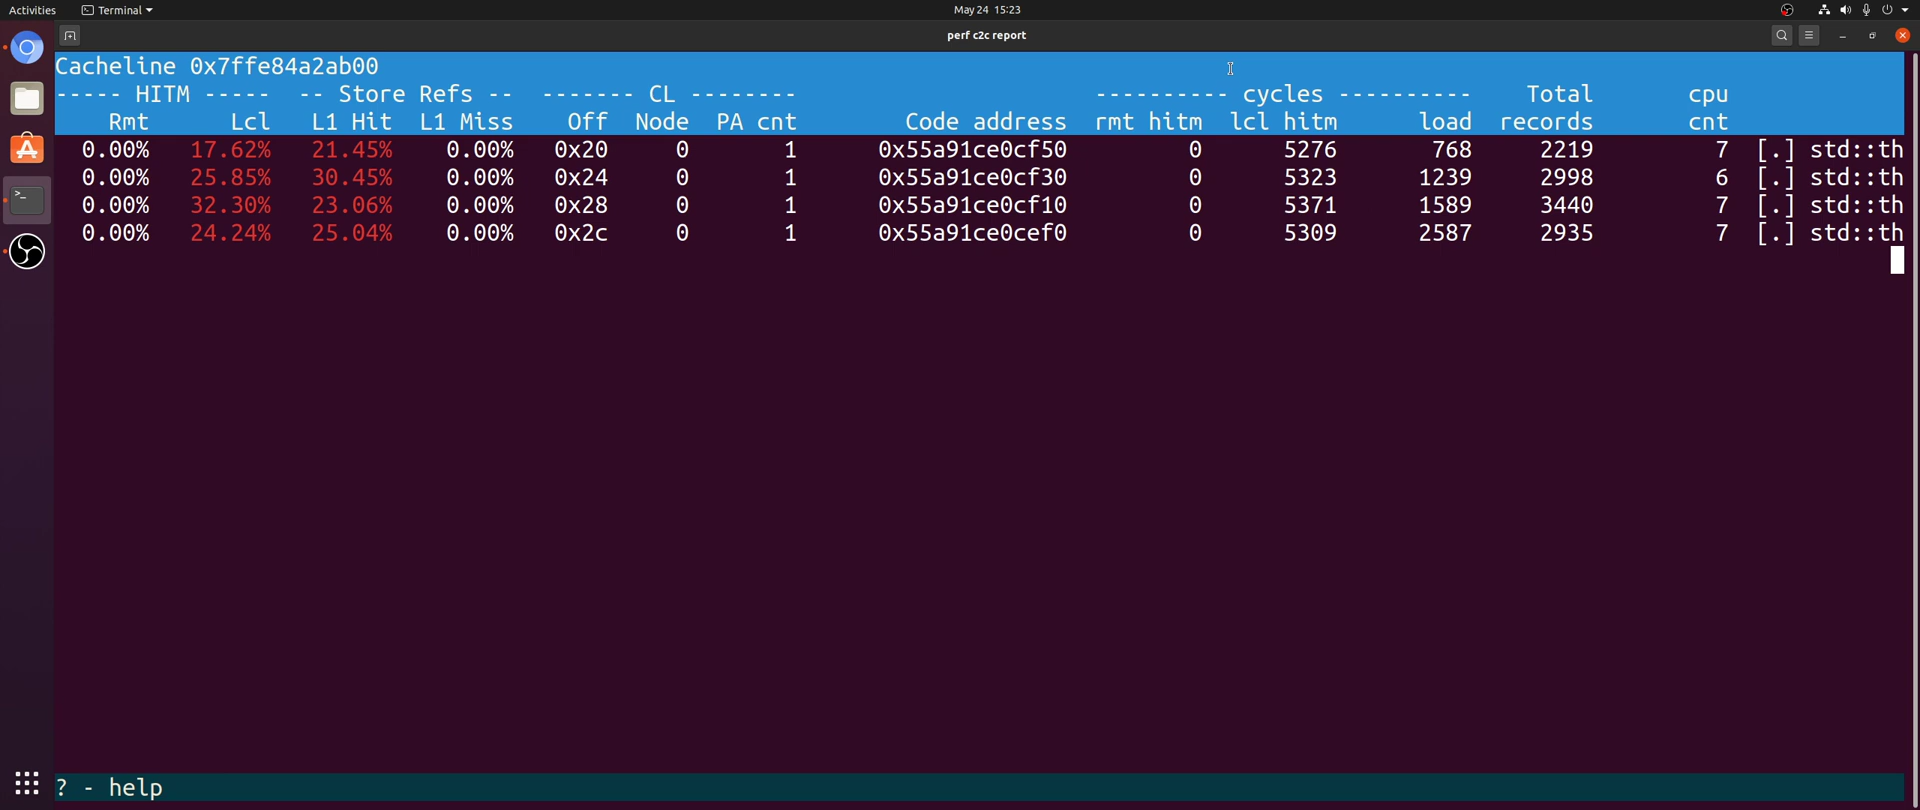 Activities Terminal May 24 15:23
perf c2c report
Cacheline 0x7ffe84a2ab00
----- HITM ----- -- Store Refs -- ------- CL -------- ---------- cycles ---------- Total cpu
Rmt Lcl L1 Hit L1 Miss Off Node PA cnt Code address rmt hitm lcl hitm load records cnt
0.00% 17.62% 21.45% 0.00% 0x20 0 1 0x55a91ce0cf50 0 5276 768 2219 7 [.] std::th
0.00% 25.85% 30.45% 0.00% 0x24 0 1 0x55a91ce0cf30 0 5323 1239 2998 6 [.] std::th
0.00% 32.30% 23.06% 0.00% 0x28 0 1 0x55a91ce0cf10 0 5371 1589 3440 7 [.] std::th
0.00% 24.24% 25.04% 0.00% 0x2c 0 1 0x55a91ce0cef0 0 5309 2587 2935 7 [.] std::th
? - help